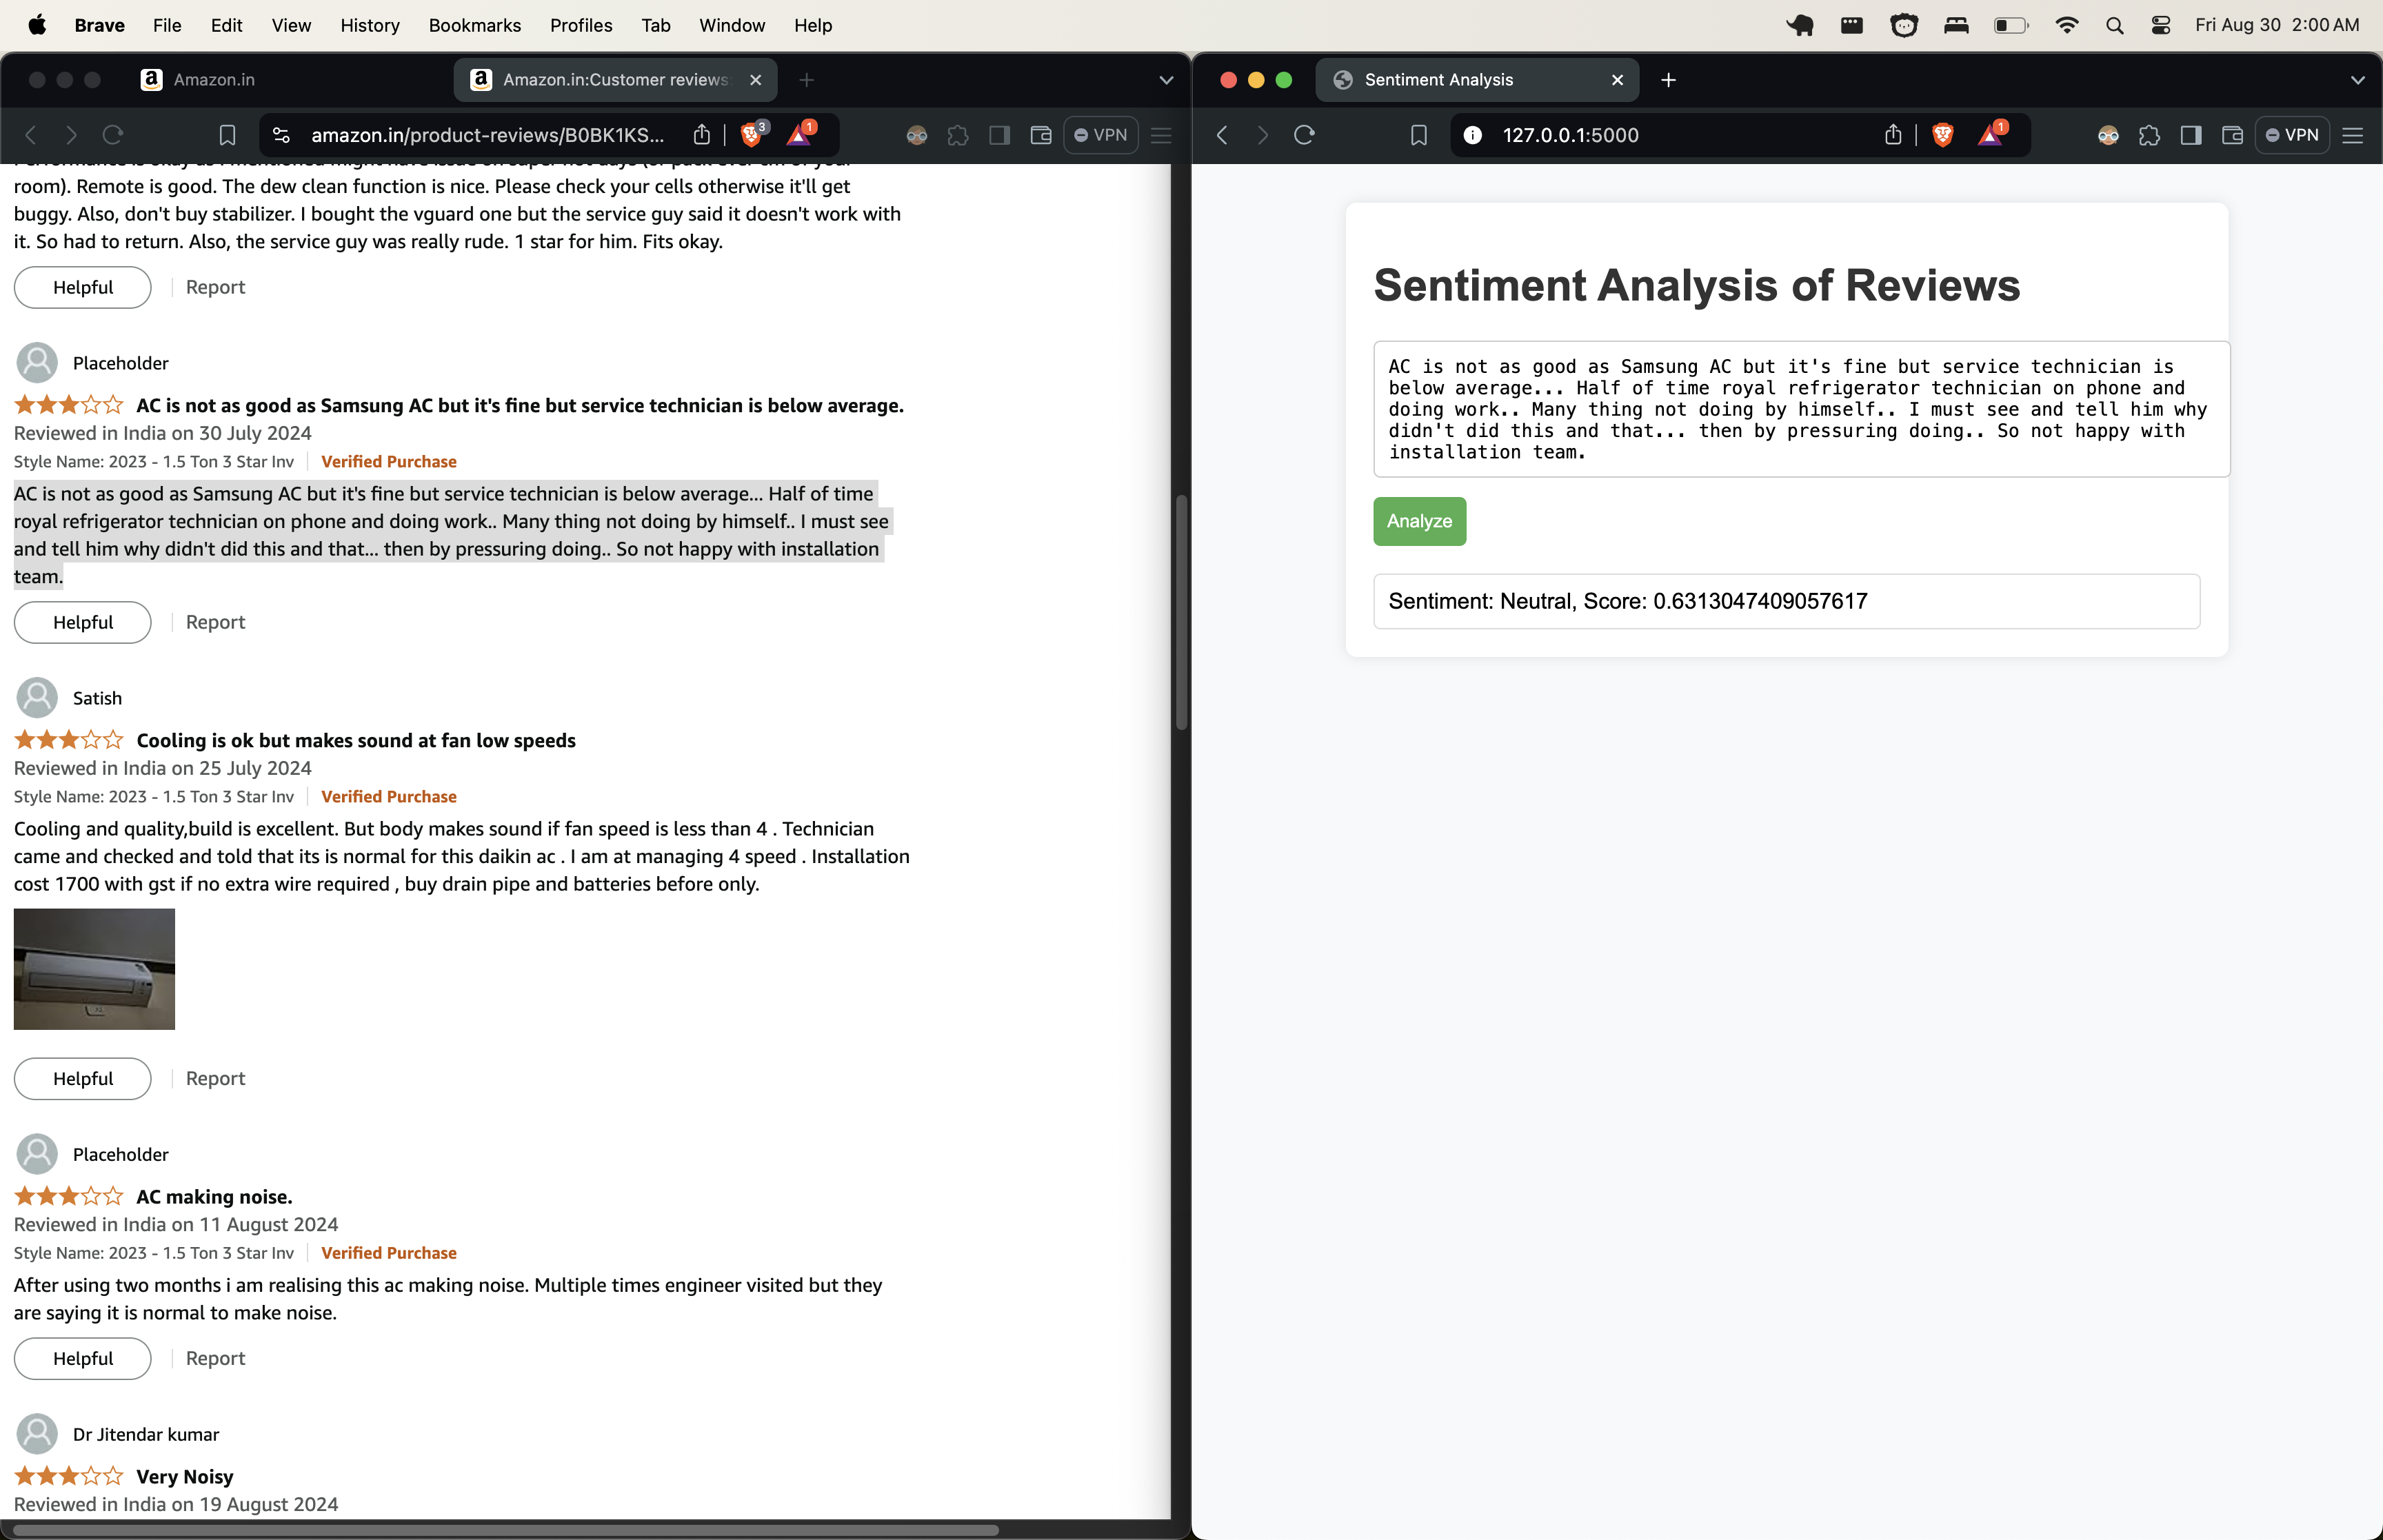 Brave File Edit View History Bookmarks Profiles Tab Window Help Fri Aug 30 2:00 AM
Amazon.in Amazon.in:Customer reviews:
amazon.in/product-reviews/B0BK1KS... 3 1 VPN
room). Remote is good. The dew clean function is nice. Please check your cells otherwise it'll get
buggy. Also, don't buy stabilizer. I bought the vguard one but the service guy said it doesn't work with
it. So had to return. Also, the service guy was really rude. 1 star for him. Fits okay.
Helpful Report
Placeholder
AC is not as good as Samsung AC but it's fine but service technician is below average.
Reviewed in India on 30 July 2024
Style Name: 2023 - 1.5 Ton 3 Star Inv Verified Purchase
AC is not as good as Samsung AC but it's fine but service technician is below average... Half of time
royal refrigerator technician on phone and doing work.. Many thing not doing by himself.. I must see
and tell him why didn't did this and that... then by pressuring doing.. So not happy with installation
team.
Helpful Report
Satish
Cooling is ok but makes sound at fan low speeds
Reviewed in India on 25 July 2024
Style Name: 2023 - 1.5 Ton 3 Star Inv Verified Purchase
Cooling and quality,build is excellent. But body makes sound if fan speed is less than 4 . Technician
came and checked and told that its is normal for this daikin ac . I am at managing 4 speed . Installation
cost 1700 with gst if no extra wire required , buy drain pipe and batteries before only.
Helpful Report
Placeholder
AC making noise.
Reviewed in India on 11 August 2024
Style Name: 2023 - 1.5 Ton 3 Star Inv Verified Purchase
After using two months i am realising this ac making noise. Multiple times engineer visited but they
are saying it is normal to make noise.
Helpful Report
Dr Jitendar kumar
Very Noisy
Reviewed in India on 19 August 2024
Sentiment Analysis
127.0.0.1:5000 1 VPN
Sentiment Analysis of Reviews
AC is not as good as Samsung AC but it's fine but service technician is
below average... Half of time royal refrigerator technician on phone and
doing work.. Many thing not doing by himself.. I must see and tell him why
didn't did this and that... then by pressuring doing.. So not happy with
installation team.
Analyze
Sentiment: Neutral, Score: 0.6313047409057617